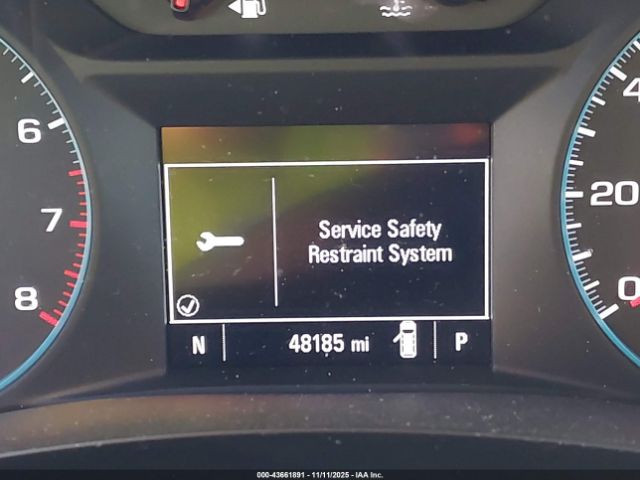 6
7
8
4
20
0
Service Safety
Restraint System
N 48185 mi P
000-43661891 - 11/11/2025 - IAA Inc.